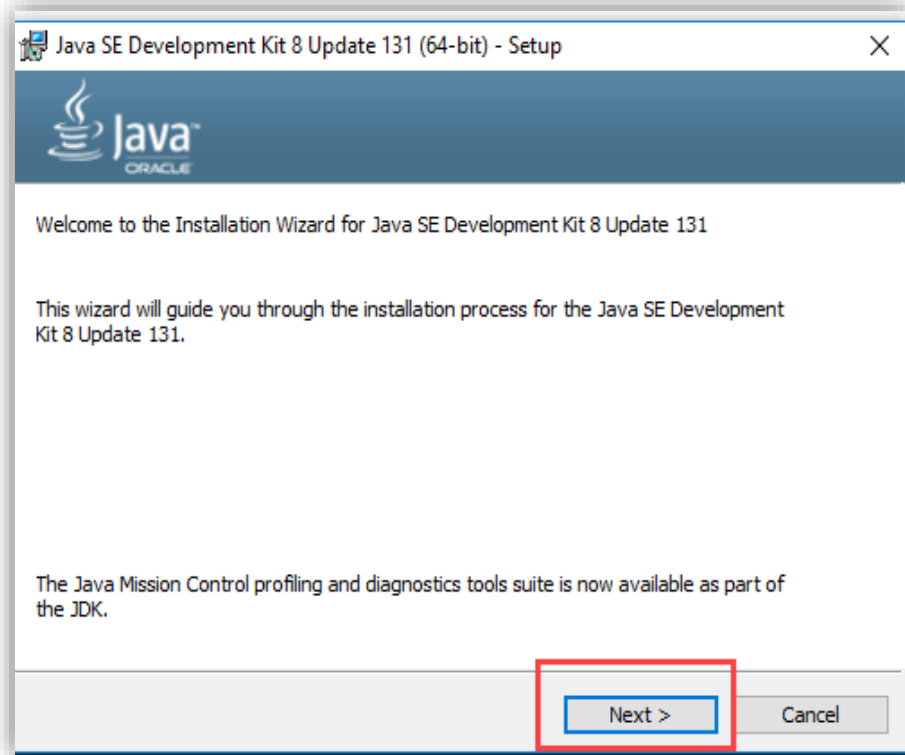 Java SE Development Kit 8 Update 131 (64-bit) - Setup
Java™
ORACLE
Welcome to the Installation Wizard for Java SE Development Kit 8 Update 131
This wizard will guide you through the installation process for the Java SE Development
Kit 8 Update 131.
The Java Mission Control profiling and diagnostics tools suite is now available as part of
the JDK.
Next >
Cancel